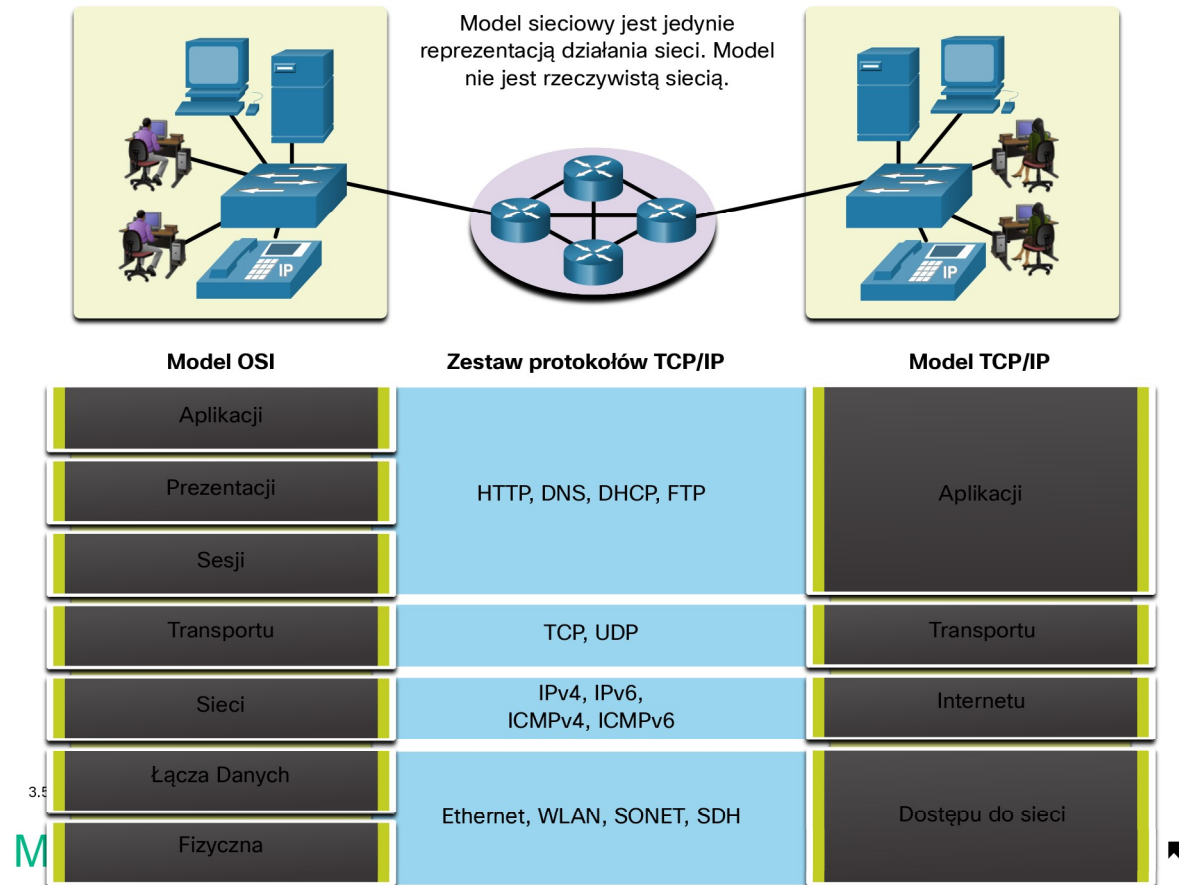 Model sieciowy jest jedynie
reprezentacją działania sieci. Model
nie jest rzeczywistą siecią.
IP
IP
Model OSI
Zestaw protokołów TCP/IP
Model TCP/IP
Aplikacji
Prezentacji
Sesji
HTTP, DNS, DHCP, FTP
Aplikacji
Transportu
TCP, UDP
Transportu
Sieci
IPv4, IPv6,
ICMPv4, ICMPv6
Internetu
Łącza Danych
Fizyczna
Ethernet, WLAN, SONET, SDH
Dostępu do sieci
3.5
M